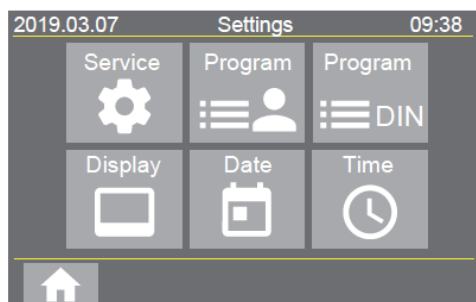 2019.03.07 Settings 09:38
Service Program Program
DIN
Display Date Time